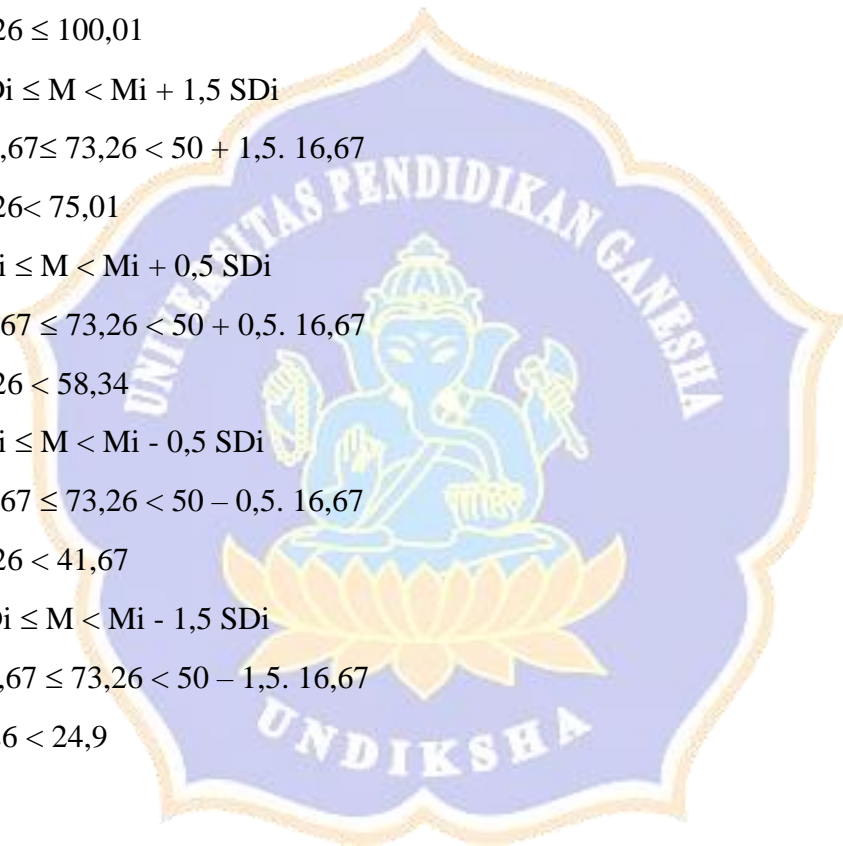 26 ≤ 100,01
Di ≤ M < Mi + 1,5 SDi
,67≤ 73,26 < 50 + 1,5. 16,67
26< 75,01
i ≤ M < Mi + 0,5 SDi
67 ≤ 73,26 < 50 + 0,5. 16,67
26 < 58,34
i ≤ M < Mi - 0,5 SDi
67 ≤ 73,26 < 50 – 0,5. 16,67
26 < 41,67
Di ≤ M < Mi - 1,5 SDi
,67 ≤ 73,26 < 50 – 1,5. 16,67
26 < 24,9
UNIVERSITAS PENDIDIKAN GANESHA
UNDIKSHA